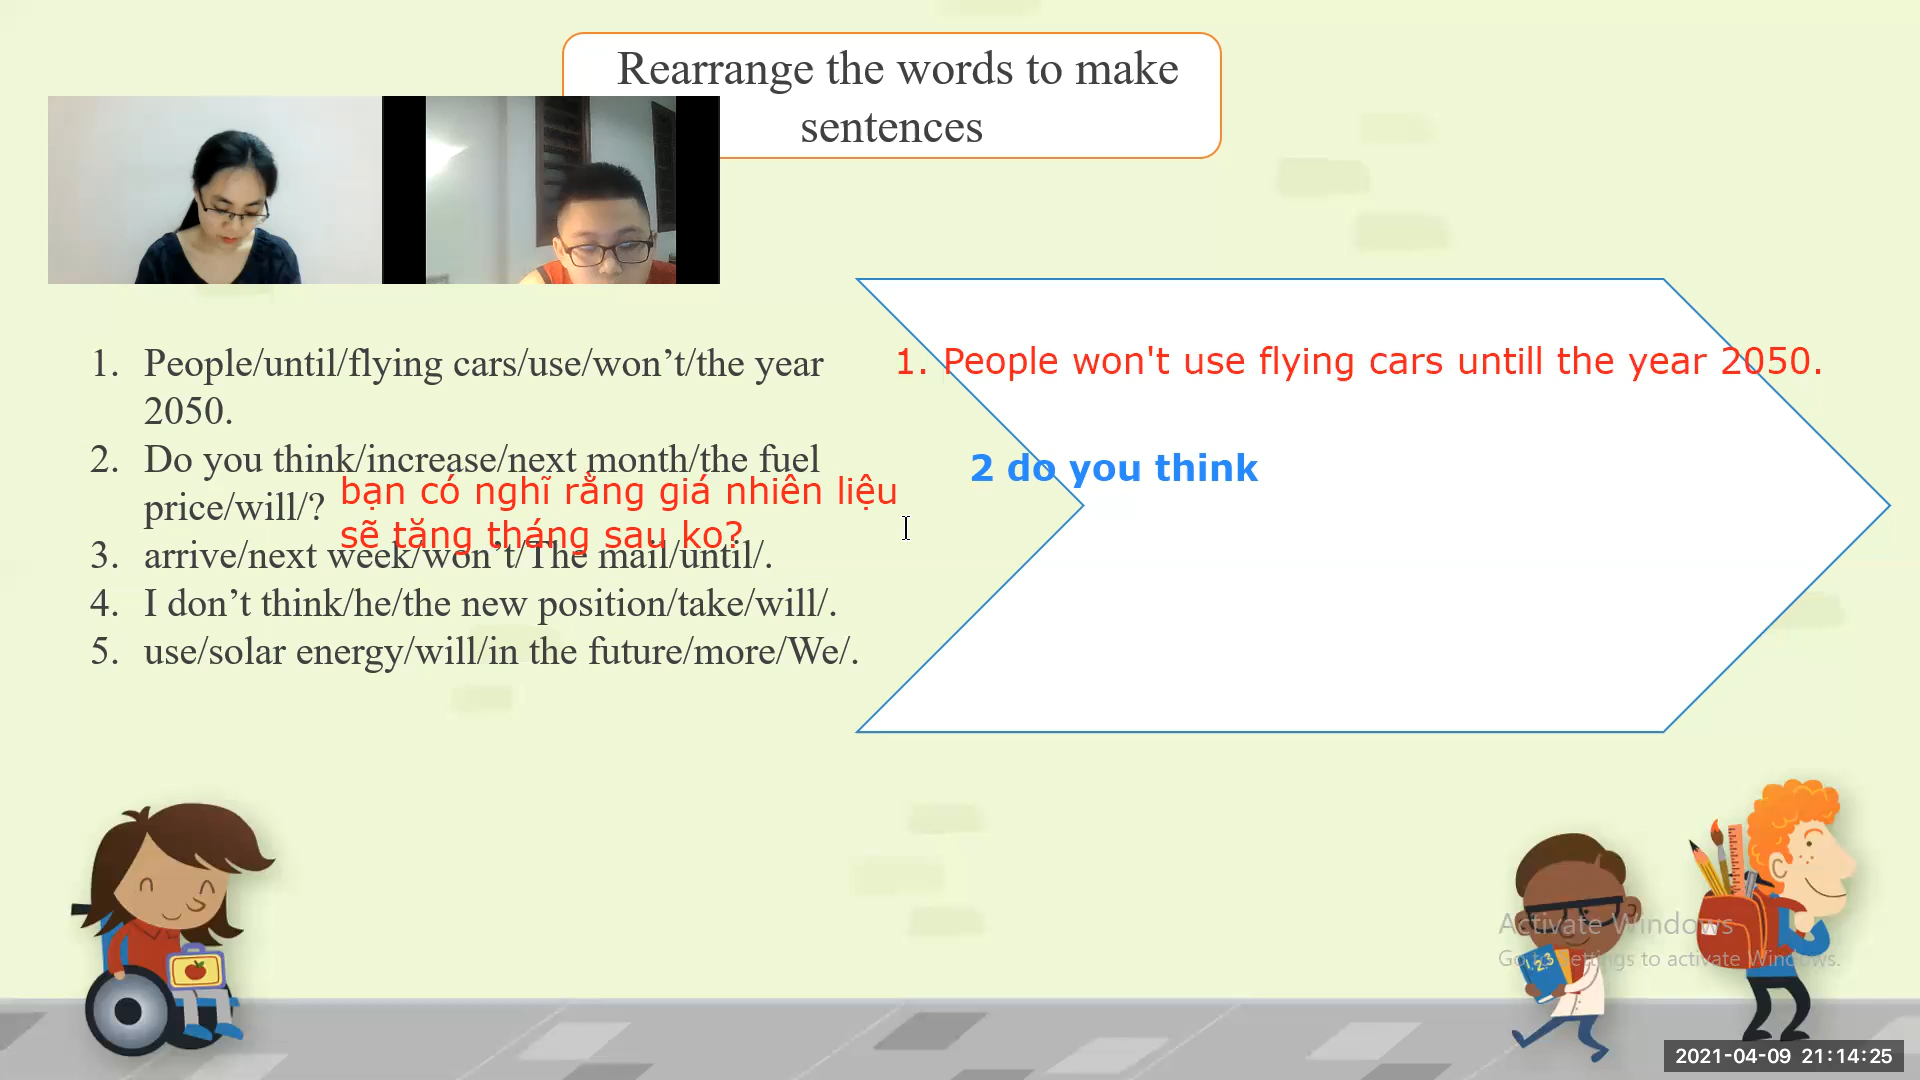 Rearrange the words to make
sentences
1. People/until/flying cars/use/won’t/the year
2050.
2. Do you think/increase/next month/the fuel
price/will/?
3. arrive/next week/won’t/The mail/until/.
4. I don’t think/he/the new position/take/will/.
5. use/solar energy/will/in the future/more/We/.
bạn có nghĩ rằng giá nhiên liệu
sẽ tăng tháng sau ko?
1. People won't use flying cars untill the year 2050.
2 do you think
1,2,3
Activate Windows
Go to Settings to activate Windows.
2021-04-09 21:14:25